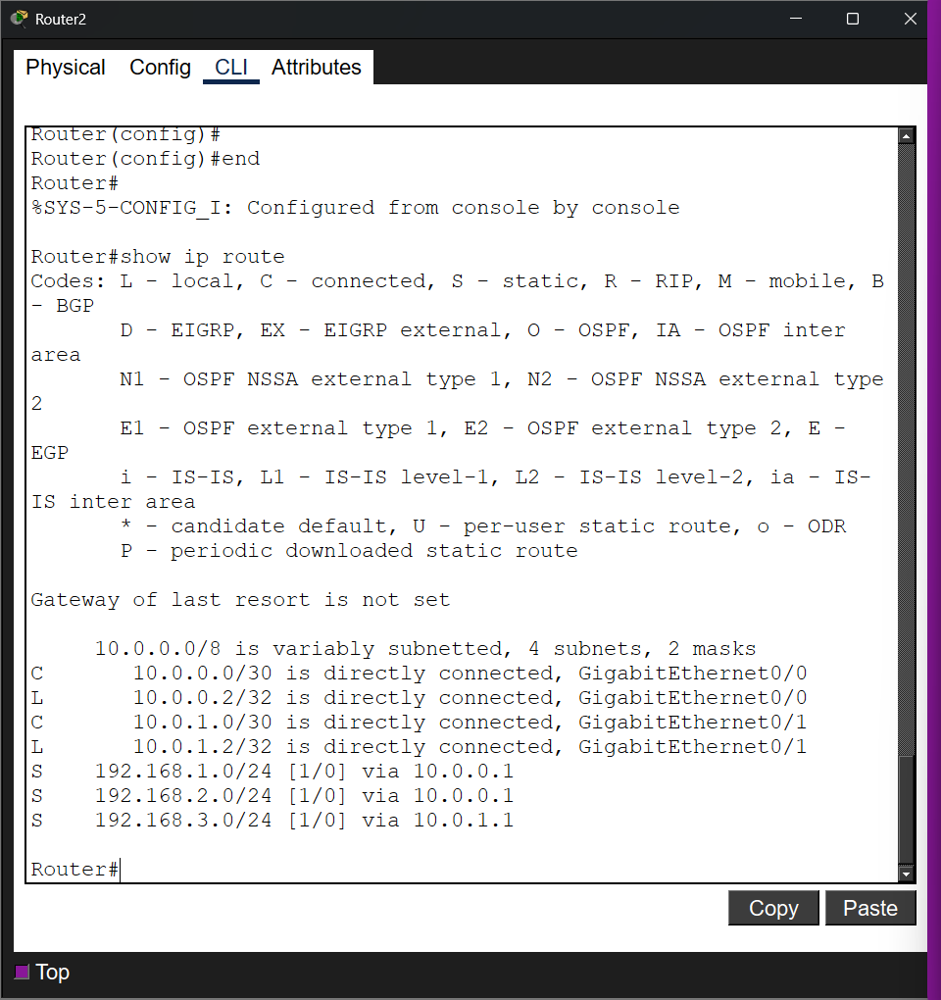 Router2
Physical Config CLI Attributes
Router(config)#
Router(config)#end
Router#
%SYS-5-CONFIG_I: Configured from console by console
Router#show ip route
Codes: L - local, C - connected, S - static, R - RIP, M - mobile, B
- BGP
D - EIGRP, EX - EIGRP external, O - OSPF, IA - OSPF inter
area
N1 - OSPF NSSA external type 1, N2 - OSPF NSSA external type
2
E1 - OSPF external type 1, E2 - OSPF external type 2, E -
EGP
i - IS-IS, L1 - IS-IS level-1, L2 - IS-IS level-2, ia - IS-
IS inter area
* - candidate default, U - per-user static route, o - ODR
P - periodic downloaded static route
Gateway of last resort is not set
10.0.0.0/8 is variably subnetted, 4 subnets, 2 masks
C 10.0.0.0/30 is directly connected, GigabitEthernet0/0
L 10.0.0.2/32 is directly connected, GigabitEthernet0/0
C 10.0.1.0/30 is directly connected, GigabitEthernet0/1
L 10.0.1.2/32 is directly connected, GigabitEthernet0/1
S 192.168.1.0/24 [1/0] via 10.0.0.1
S 192.168.2.0/24 [1/0] via 10.0.0.1
S 192.168.3.0/24 [1/0] via 10.0.1.1
Router#
Copy Paste
Top